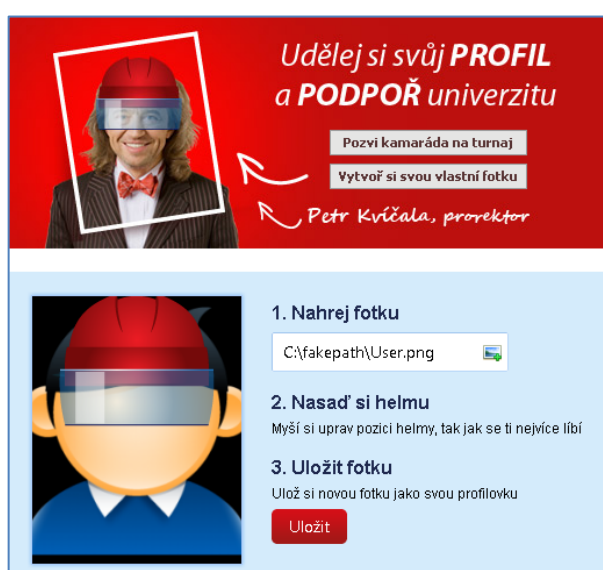 Udělej si svůj PROFIL
a PODPOŘ univerzitu
Pozvi kamaráda na turnaj
Vytvoř si svou vlastní fotku
Petr Kvíčala, prorektor
1. Nahrej fotku
C:\fakepath\User.png
2. Nasaď si helmu
Myší si uprav pozici helmy, tak jak se ti nejvíce líbí
3. Uložit fotku
Ulož si novou fotku jako svou profilovku
Uložit